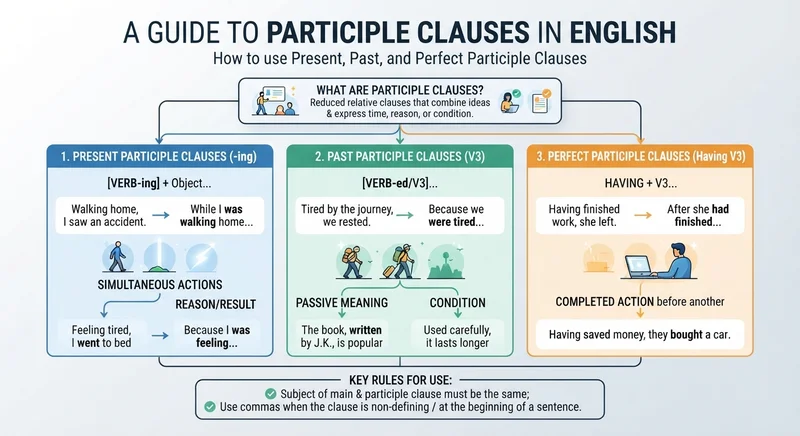 A GUIDE TO PARTICIPLE CLAUSES IN ENGLISH
How to use Present, Past, and Perfect Participle Clauses
WHAT ARE PARTICIPLE CLAUSES?
Reduced relative clauses that combine ideas
& express time, reason, or condition.
1. PRESENT PARTICIPLE CLAUSES (-ing)
[VERB-ing] + Object...
Walking home,
I saw an accident.
While I was
walking home...
SIMULTANEOUS ACTIONS
REASON/RESULT
Feeling tired,
I went to bed
Because I was
feeling...
2. PAST PARTICIPLE CLAUSES (V3)
[VERB-ed/V3]...
Tired by the journey,
we rested.
Because we
were tired...
PASSIVE MEANING
CONDITION
The book, written
by J.K., is popular
Used carefully,
it lasts longer
3. PERFECT PARTICIPLE CLAUSES (Having V3)
HAVING + V3...
Having finished
work, she left.
After she had
finished...
COMPLETED ACTION before another
Having saved money, they bought a car.
KEY RULES FOR USE:
Subject of main & participle clause must be the same;
Use commas when the clause is non-defining / at the beginning of a sentence.